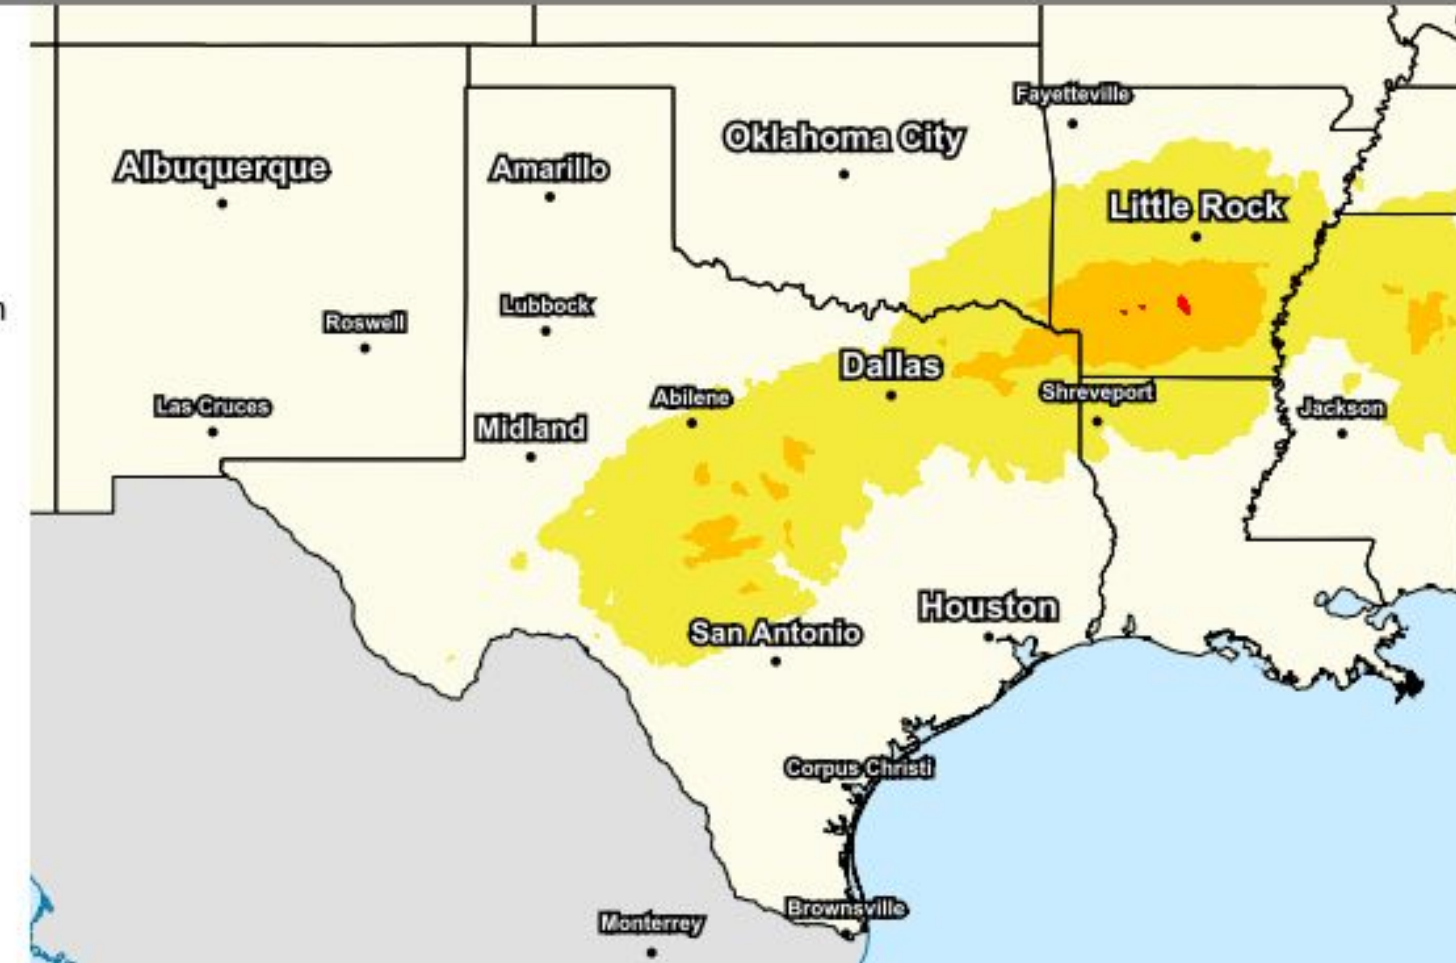 Fayetteville
Oklahoma City
Albuquerque
Amarillo
Little Rock
n
Lubbock
Roswell
Dallas
Abilene
Shreveport
Las Cruces
Jackson
Midland
Houston
San Antonio
Corpus Christi
Brownsville
Monterrey